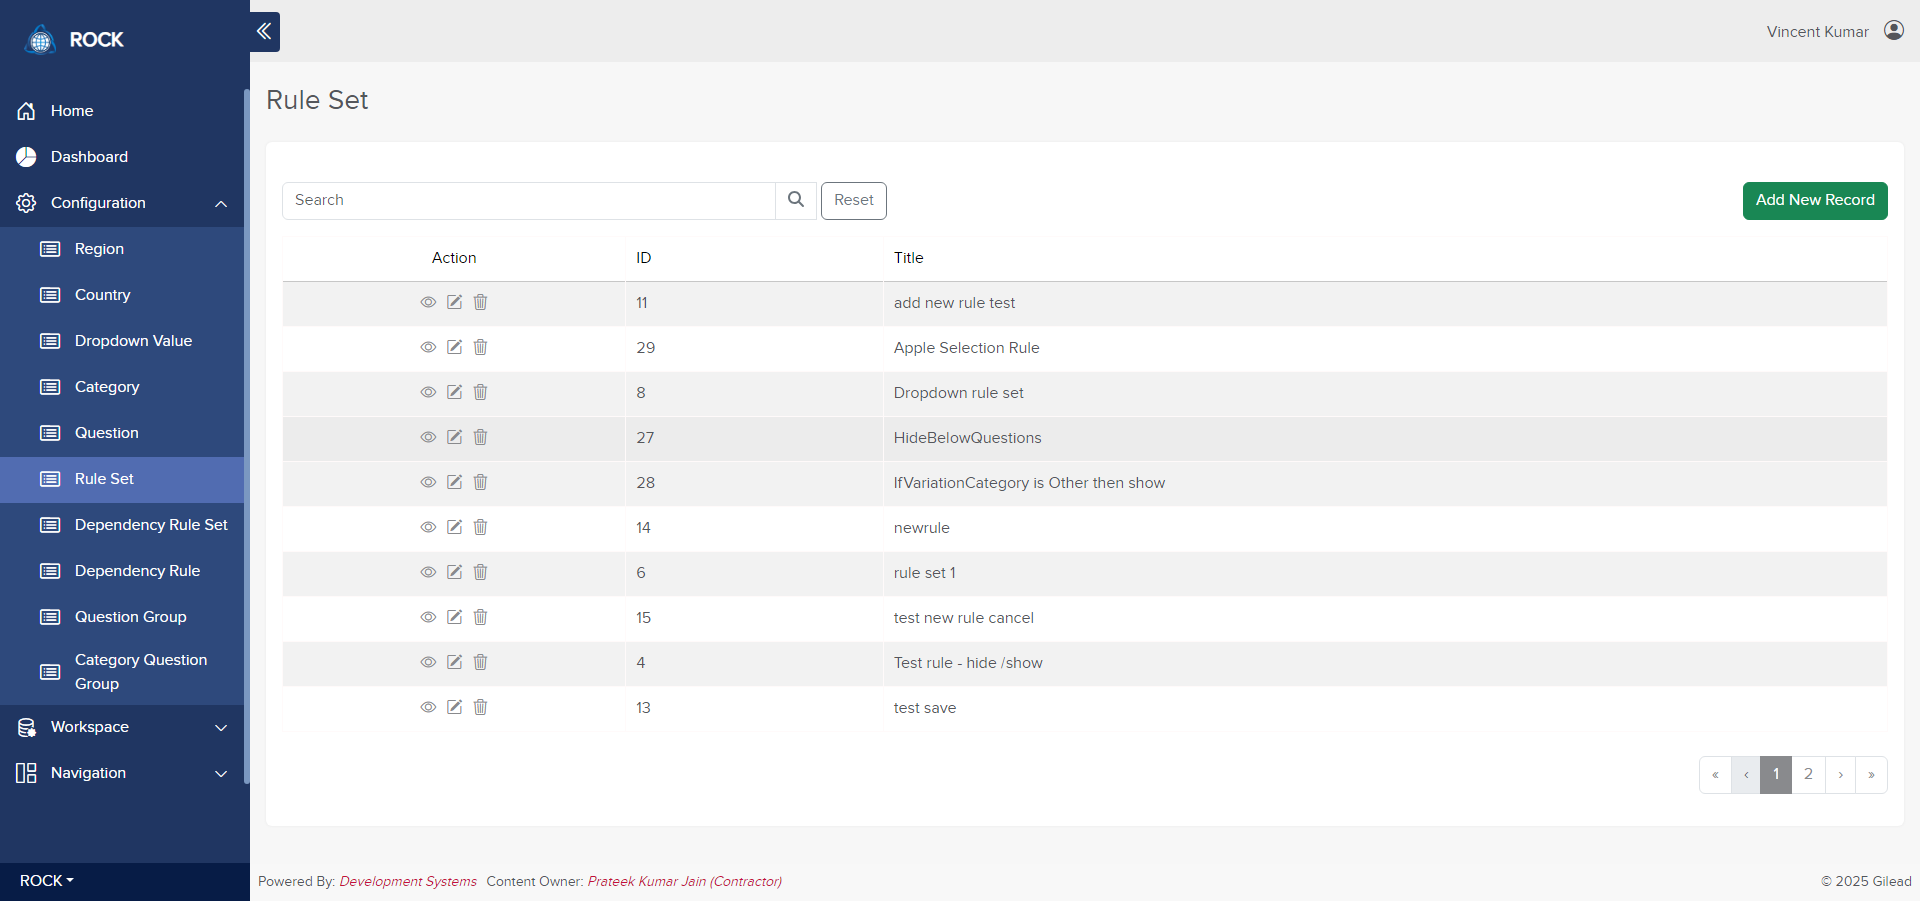 ROCK
Vincent Kumar
Home
Dashboard
Configuration
Region
Country
Dropdown Value
Category
Question
Rule Set
Dependency Rule Set
Dependency Rule
Question Group
Category Question
Group
Workspace
Navigation
ROCK
Rule Set
Search
Reset
Add New Record
Action ID Title
11 add new rule test
29 Apple Selection Rule
8 Dropdown rule set
27 HideBelowQuestions
28 IfVariationCategory is Other then show
14 newrule
6 rule set 1
15 test new rule cancel
4 Test rule - hide /show
13 test save
« ‹ 1 2 › »
Powered By: Development Systems Content Owner: Prateek Kumar Jain (Contractor)
© 2025 Gilead